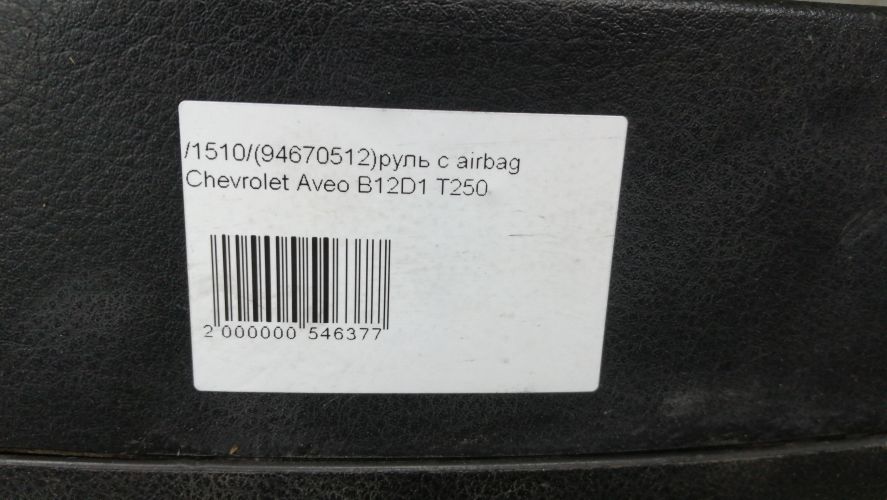 /1510/(94670512)руль с airbag
Chevrolet Aveo B12D1 T250
2 000000 546377